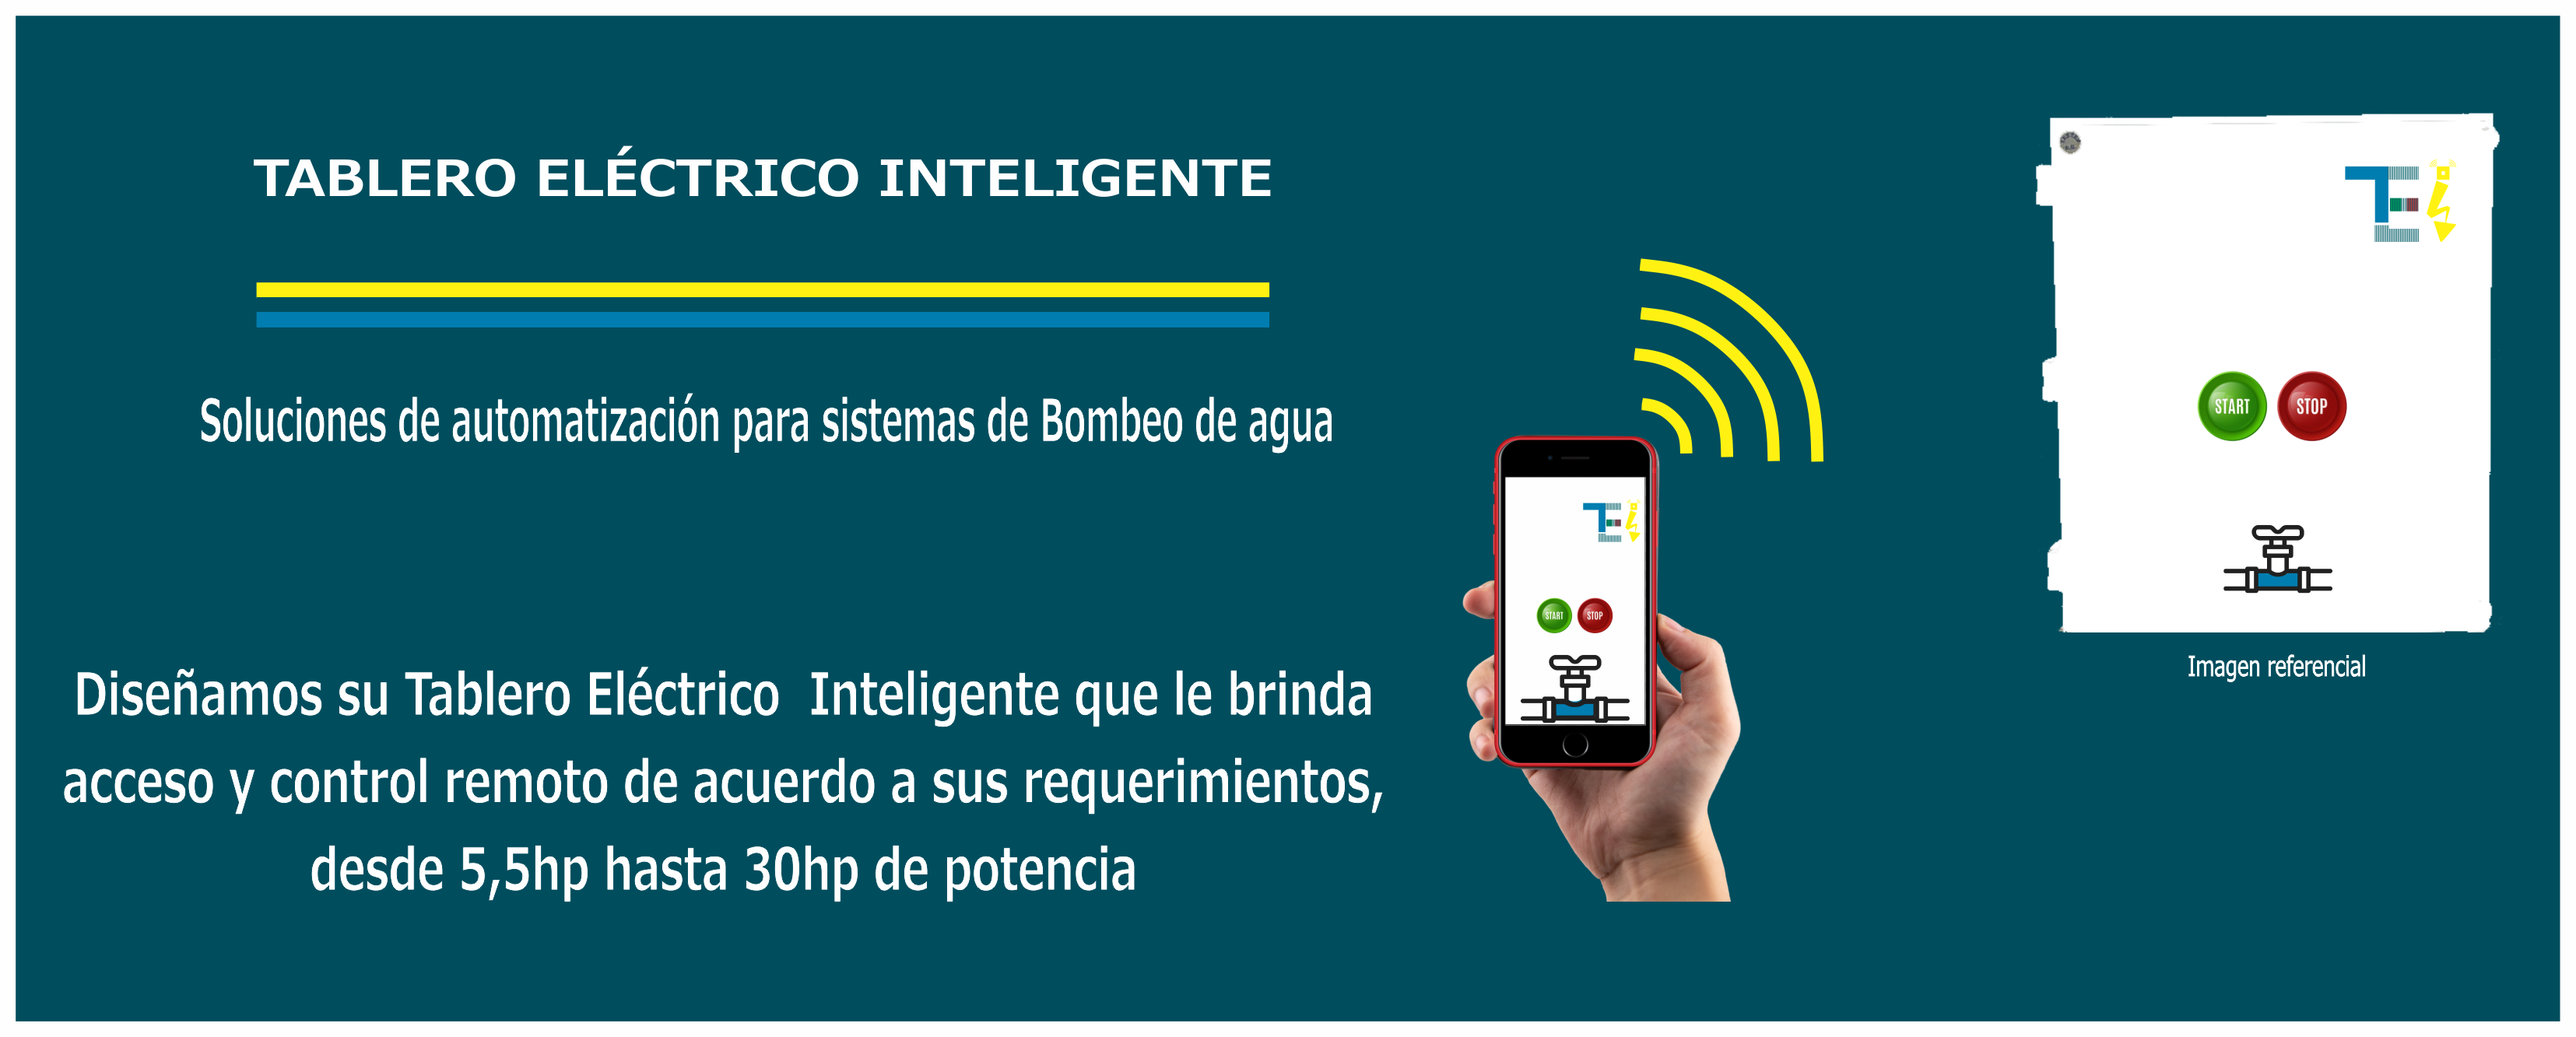 TABLERO ELÉCTRICO INTELIGENTE
Soluciones de automatización para sistemas de Bombeo de agua
Diseñamos su Tablero Eléctrico  Inteligente que le brinda
acceso y control remoto de acuerdo a sus requerimientos,
desde 5,5hp hasta 30hp de potencia
TEi
START STOP
TEi
START STOP
Imagen referencial